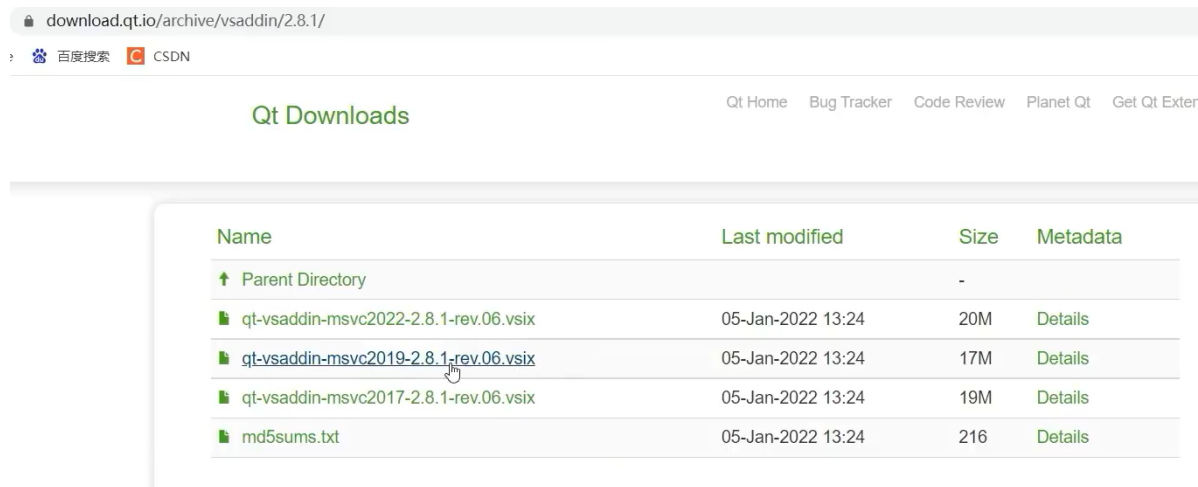 download.qt.io/archive/vsaddin/2.8.1/
百度搜索 C CSDN
Qt Downloads
Qt Home Bug Tracker Code Review Planet Qt Get Qt Exter
Name Last modified Size Metadata
Parent Directory -
qt-vsaddin-msvc2022-2.8.1-rev.06.vsix 05-Jan-2022 13:24 20M Details
qt-vsaddin-msvc2019-2.8.1-rev.06.vsix 05-Jan-2022 13:24 17M Details
qt-vsaddin-msvc2017-2.8.1-rev.06.vsix 05-Jan-2022 13:24 19M Details
md5sums.txt 05-Jan-2022 13:24 216 Details